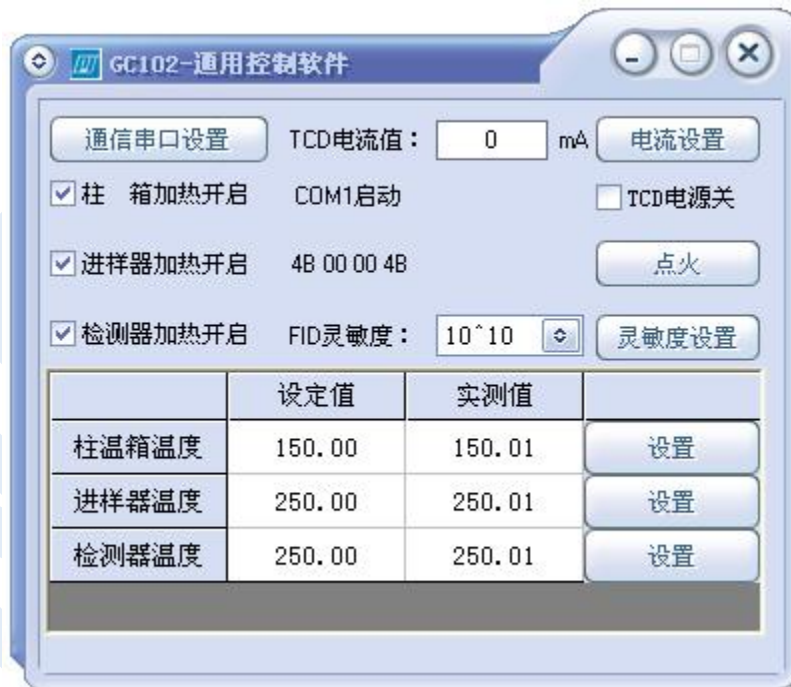 GC102-通用控制软件
通信串口设置 TCD电流值： 0 mA 电流设置
柱 箱加热开启 COM1启动 TCD电源关
进样器加热开启 4B 00 00 4B 点火
检测器加热开启 FID灵敏度： 10^10 灵敏度设置
设定值 实测值
柱温箱温度 150.00 150.01 设置
进样器温度 250.00 250.01 设置
检测器温度 250.00 250.01 设置